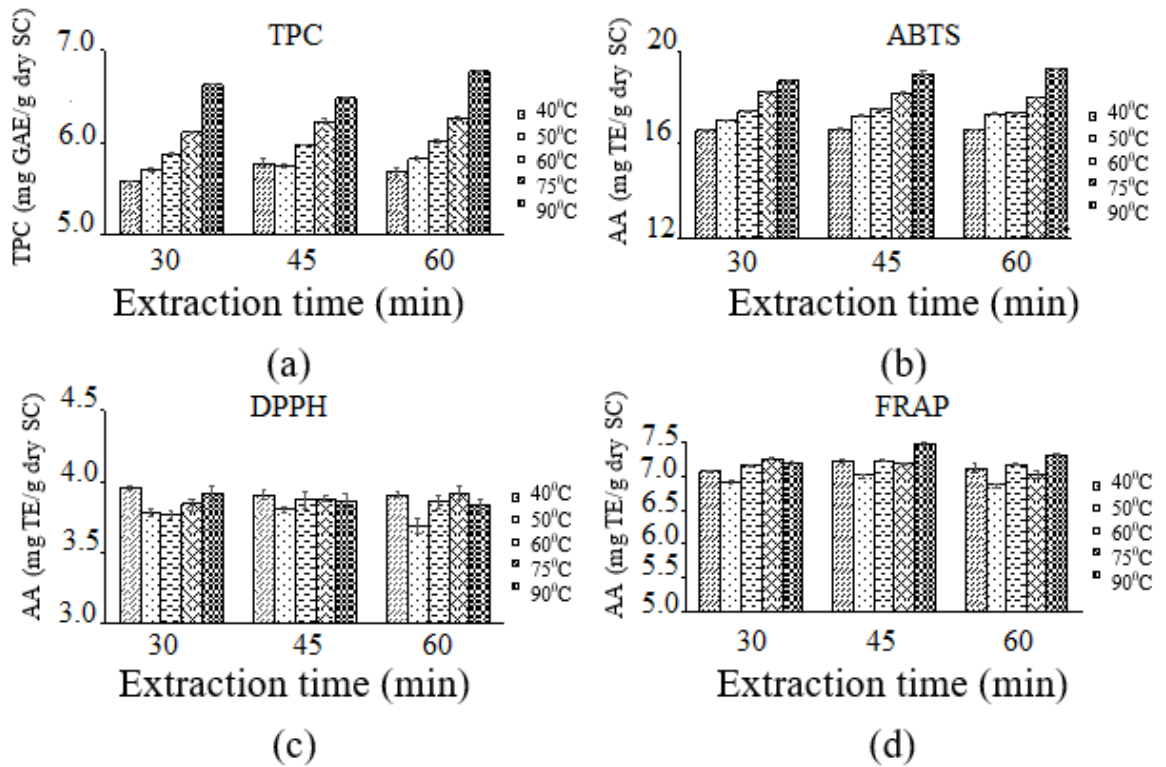 TPC
TPC (mg GAE/g dry SC)
7.0
6.0
5.0
30 45 60
Extraction time (min)
40⁰C
50⁰C
60⁰C
75⁰C
90⁰C
(a)
ABTS
AA (mg TE/g dry SC)
20
16
12
30 45 60
Extraction time (min)
40⁰C
50⁰C
60⁰C
75⁰C
90⁰C
(b)
DPPH
AA (mg TE/g dry SC)
4.5
4.0
3.5
3.0
30 45 60
Extraction time (min)
40⁰C
50⁰C
60⁰C
75⁰C
90⁰C
(c)
FRAP
AA (mg TE/g dry SC)
7.5
7.0
6.5
6.0
5.5
5.0
30 45 60
Extraction time (min)
40⁰C
50⁰C
60⁰C
75⁰C
90⁰C
(d)